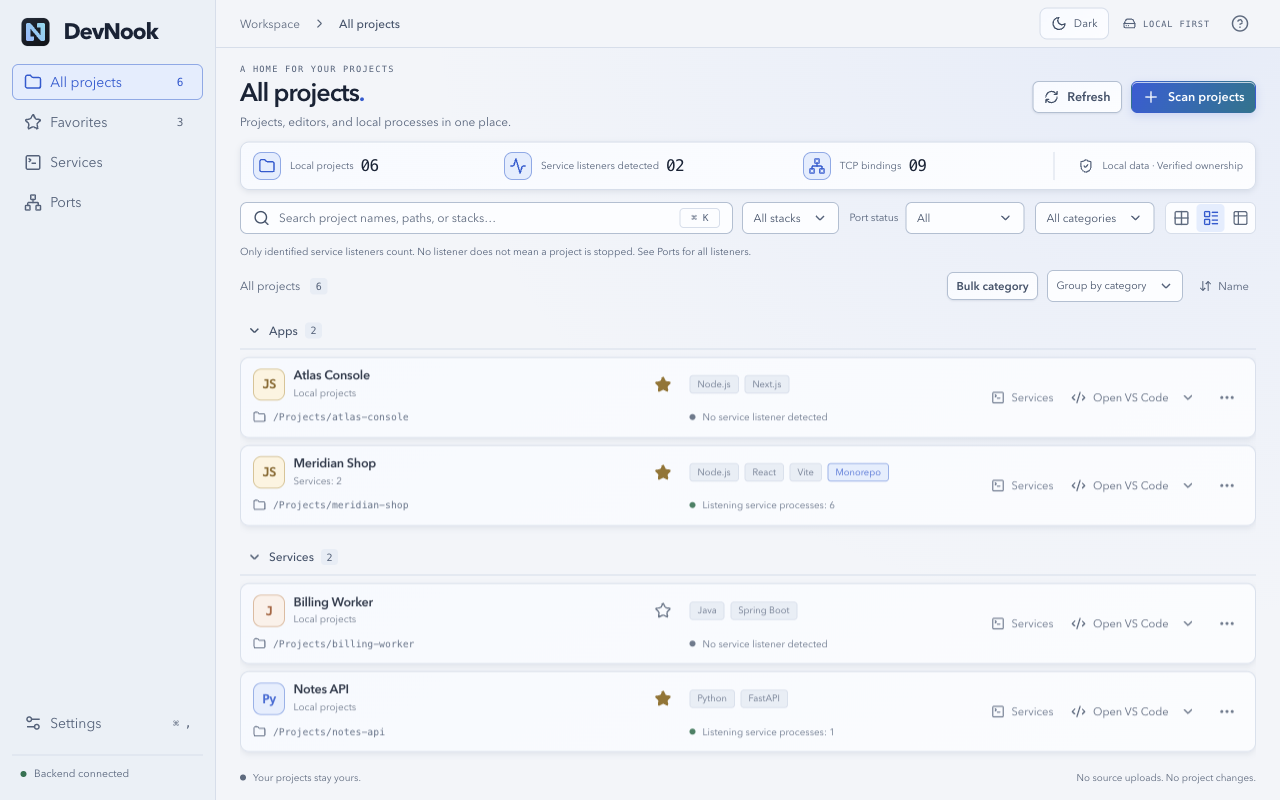 DevNook
All projects 6
Favorites 3
Services
Ports
Settings ⌘ ,
Backend connected
Workspace > All projects
Dark
LOCAL FIRST
A HOME FOR YOUR PROJECTS
All projects.
Projects, editors, and local processes in one place.
Refresh
Scan projects
Local projects 06
Service listeners detected 02
TCP bindings 09
Local data · Verified ownership
Search project names, paths, or stacks… ⌘ K
All stacks
Port status
All
All categories
Only identified service listeners count. No listener does not mean a project is stopped. See Ports for all listeners.
All projects 6
Bulk category
Group by category
Name
Apps 2
JS
Atlas Console
Local projects
/Projects/atlas-console
Node.js Next.js
No service listener detected
Services
Open VS Code
JS
Meridian Shop
Services: 2
/Projects/meridian-shop
Node.js React Vite Monorepo
Listening service processes: 6
Services
Open VS Code
Services 2
J
Billing Worker
Local projects
/Projects/billing-worker
Java Spring Boot
No service listener detected
Services
Open VS Code
Py
Notes API
Local projects
/Projects/notes-api
Python FastAPI
Listening service processes: 1
Services
Open VS Code
Your projects stay yours.
No source uploads. No project changes.